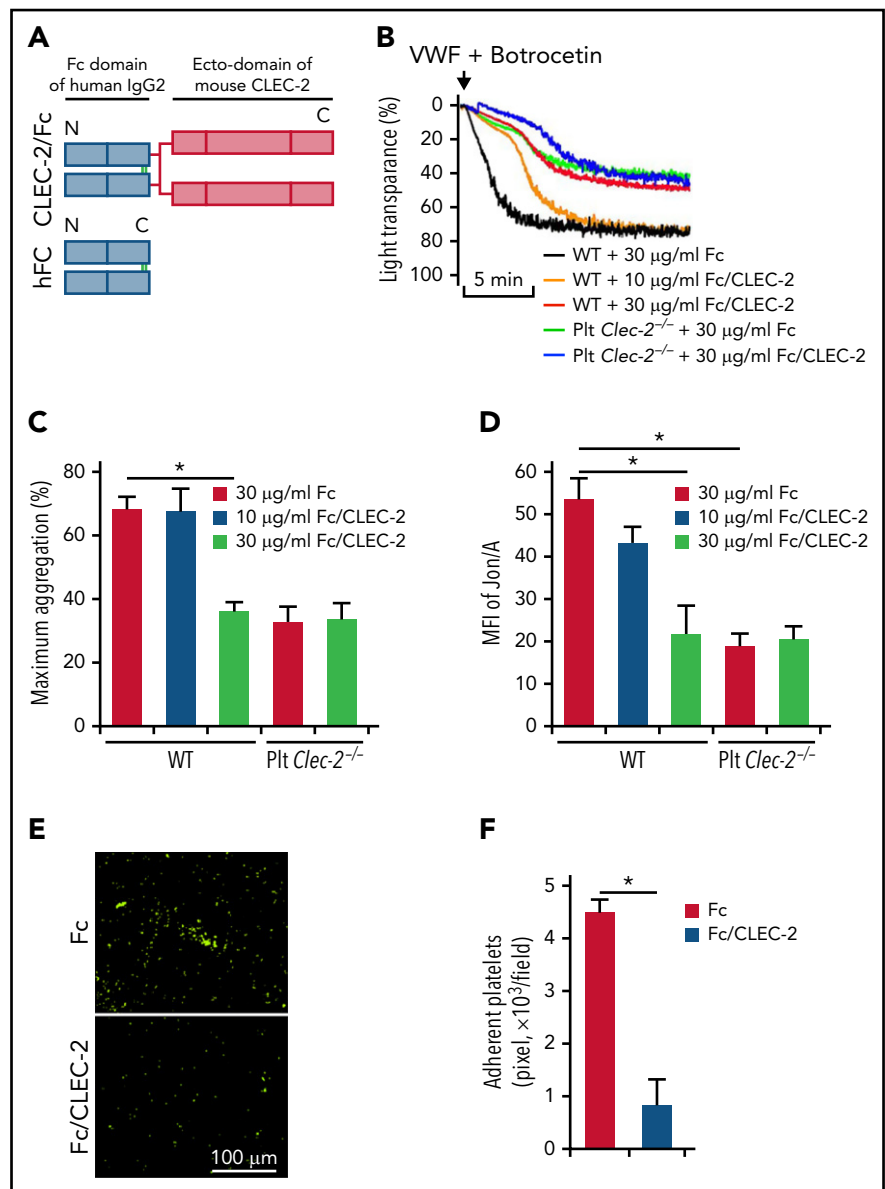 A
Fc domain
of human IgG2
Ecto-domain of
mouse CLEC-2
CLEC-2/Fc
N
C
hFC
N
C
B
VWF + Botrocetin
Light transparance (%)
0
20
40
60
80
100
5 min
WT + 30 μg/ml Fc
WT + 10 μg/ml Fc/CLEC-2
WT + 30 μg/ml Fc/CLEC-2
Plt Clec-2−/− + 30 μg/ml Fc
Plt Clec-2−/− + 30 μg/ml Fc/CLEC-2
C
Maximum aggregation (%)
80
60
40
20
0
*
30 μg/ml Fc
10 μg/ml Fc/CLEC-2
30 μg/ml Fc/CLEC-2
WT
Plt Clec-2−/−
D
MFI of Jon/A
60
50
40
30
20
10
0
*
*
30 μg/ml Fc
10 μg/ml Fc/CLEC-2
30 μg/ml Fc/CLEC-2
WT
Plt Clec-2−/−
E
Fc
Fc/CLEC-2
100 μm
F
Adherent platelets
(pixel, ×10³/field)
5
4
3
2
1
0
*
Fc
Fc/CLEC-2